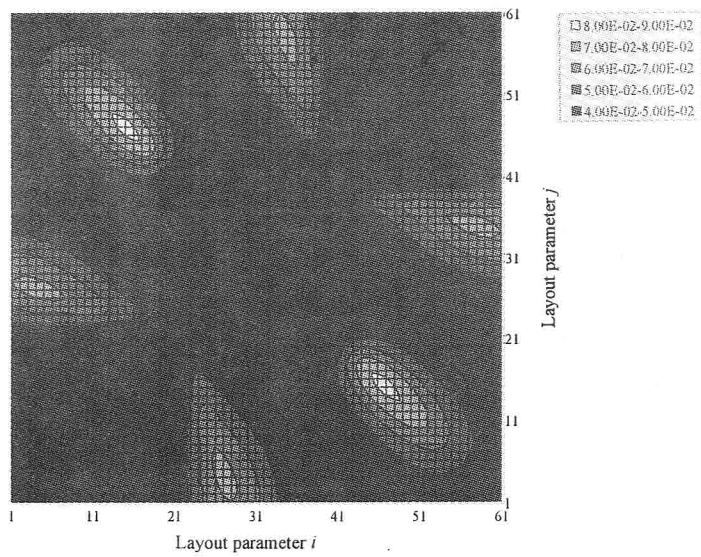 8.00E-02-9.00E-02
7.00E-02-8.00E-02
6.00E-02-7.00E-02
5.00E-02-6.00E-02
4.00E-02-5.00E-02
61
51
41
31
21
11
1
Layout parameter j
1 11 21 31 41 51 61
Layout parameter i